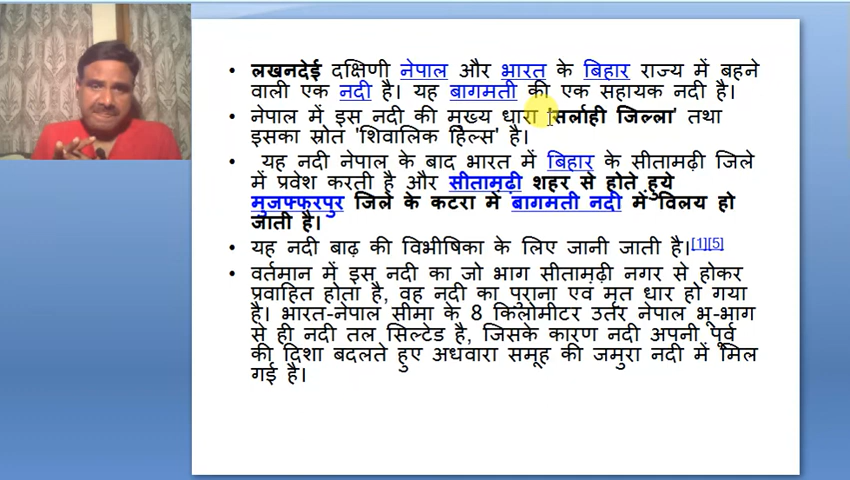 • लखनदेई दक्षिणी नेपाल और भारत के बिहार राज्य में बहने
वाली एक नदी है। यह बागमती की एक सहायक नदी है।
• नेपाल में इस नदी की मुख्य धारा 'सर्लाही जिल्ला' तथा
इसका स्रोत 'शिवालिक हिल्स' है।
• यह नदी नेपाल के बाद भारत में बिहार के सीतामढ़ी जिले
में प्रवेश करती है और सीतामढ़ी शहर से होते हुये
मुजफ्फरपुर जिले के कटरा में बागमती नदी में विलय हो
जाती है।
• यह नदी बाढ़ की विभीषिका के लिए जानी जाती है।[1][5]
• वर्तमान में इस नदी का जो भाग सीतामढ़ी नगर से होकर
प्रवाहित होता है, वह नदी का पुराना एवं मृत धार हो गया
है। भारत-नेपाल सीमा के 8 किलोमीटर उत्तर नेपाल भू-भाग
से ही नदी तल सिल्टेड है, जिसके कारण नदी अपनी पूर्व
की दिशा बदलते हुए अधवारा समूह की जमुरा नदी में मिल
गई है।